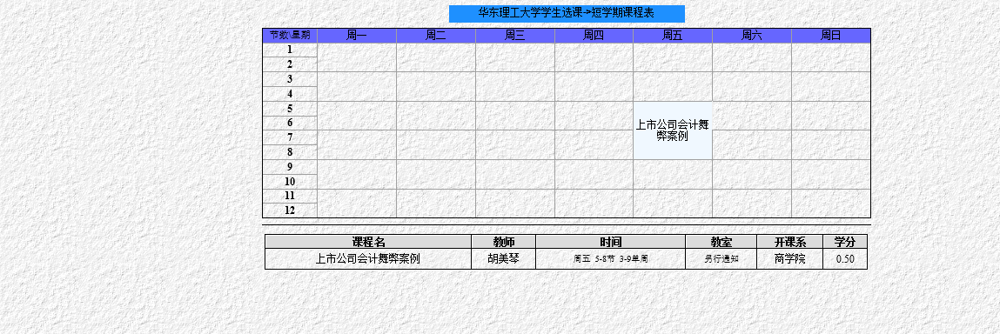 华东理工大学学生选课->短学期课程表
节数\星期 周一 周二 周三 周四 周五 周六 周日
1
2
3
4
5
上市公司会计舞
6
弊案例
7
8
9
10
11
12
课程名 教师 时间 教室 开课系 学分
上市公司会计舞弊案例 胡美琴 周五 5-8节 3-9单周 另行通知 商学院 0.50